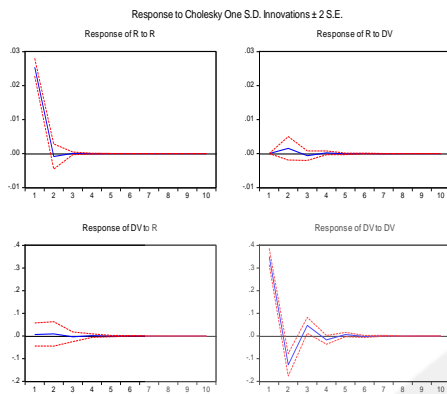 Response to Cholesky One S.D. Innovations ± 2 S.E.
Response of R to R
.03
.02
.01
.00
-.01
1 2 3 4 5 6 7 8 9 10
Response of R to DV
.03
.02
.01
.00
-.01
1 2 3 4 5 6 7 8 9 10
Response of DV to R
.4
.3
.2
.1
.0
-.1
-.2
1 2 3 4 5 6 7 8 9 10
Response of DV to DV
.4
.3
.2
.1
.0
-.1
-.2
1 2 3 4 5 6 7 8 9 10